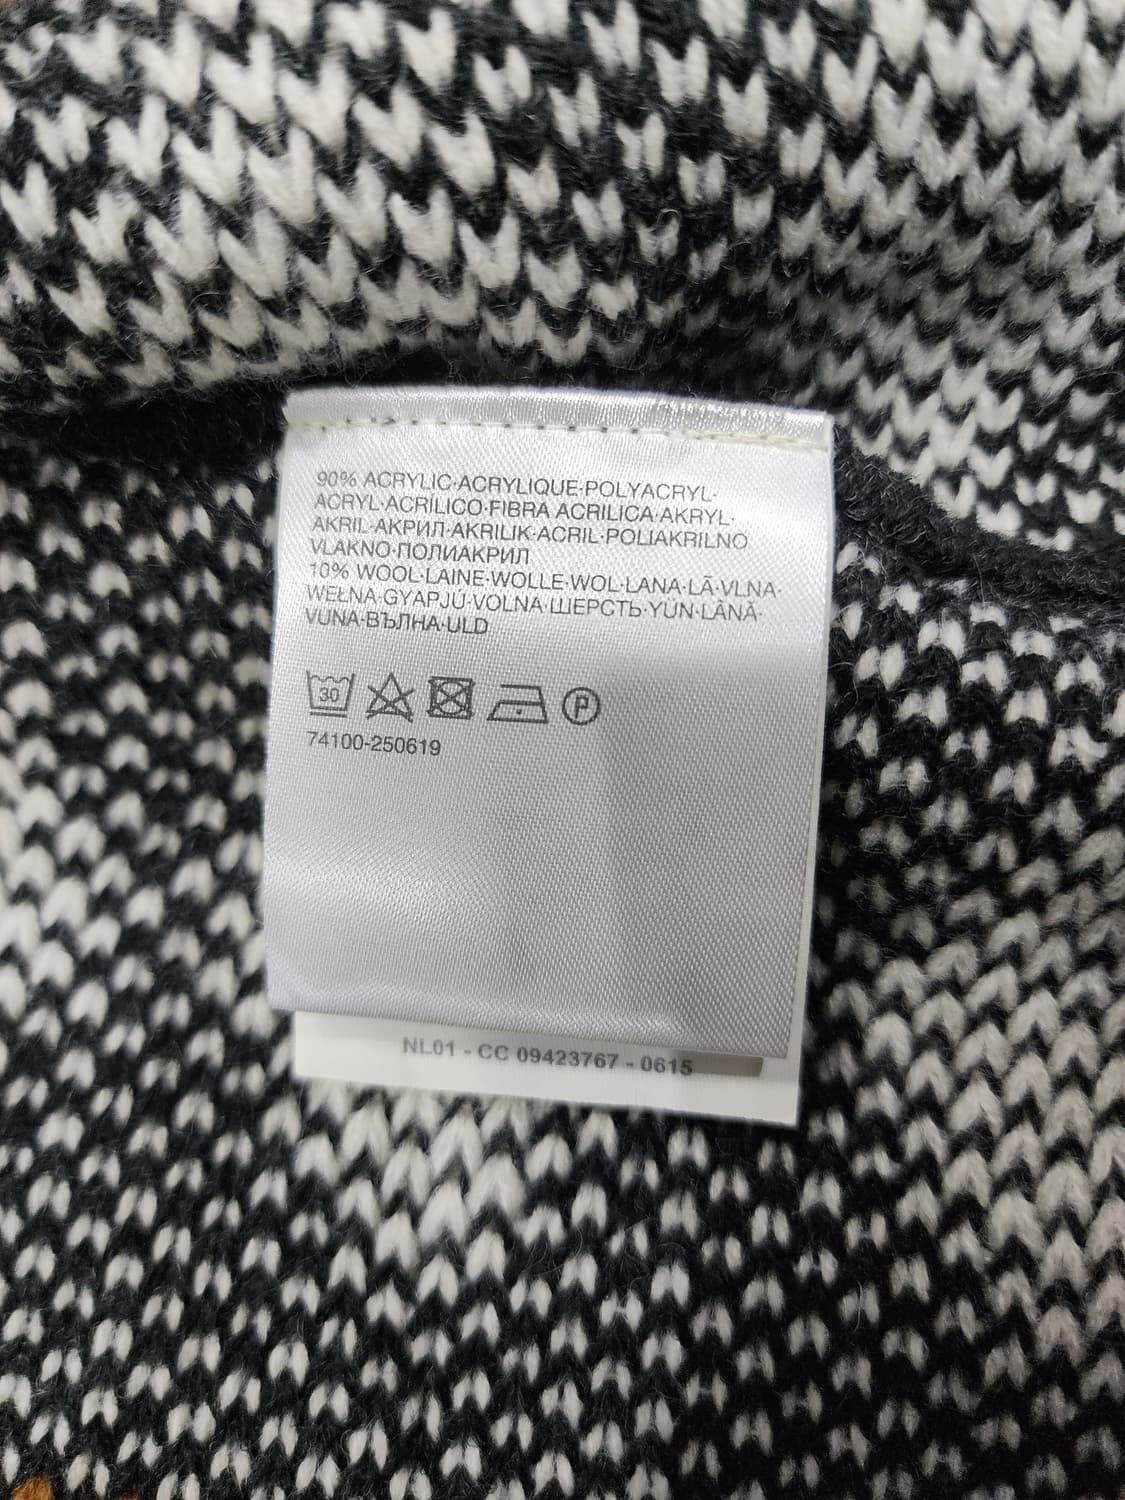 90% ACRYLIC·ACRYLIQUE·POLYACRYL·
ACRYL·ACRÍLICO·FIBRA ACRILICA·AKRYL·
AKRIL·АКРИЛ·AKRILIK·ACRIL·POLIAKRILNO
VLAKNO·ПОЛИАКРИЛ
10% WOOL·LAINE·WOLLE·WOL·LANA·LÃ·VLNA·
WEŁNA·GYAPJÚ·VOLNA·ШЕРСТЬ·YÜN·LÂNĂ·
VUNA·ВЪЛНА·ULD
30 P
74100-250619
NL01 - CC 09423767 - 0615